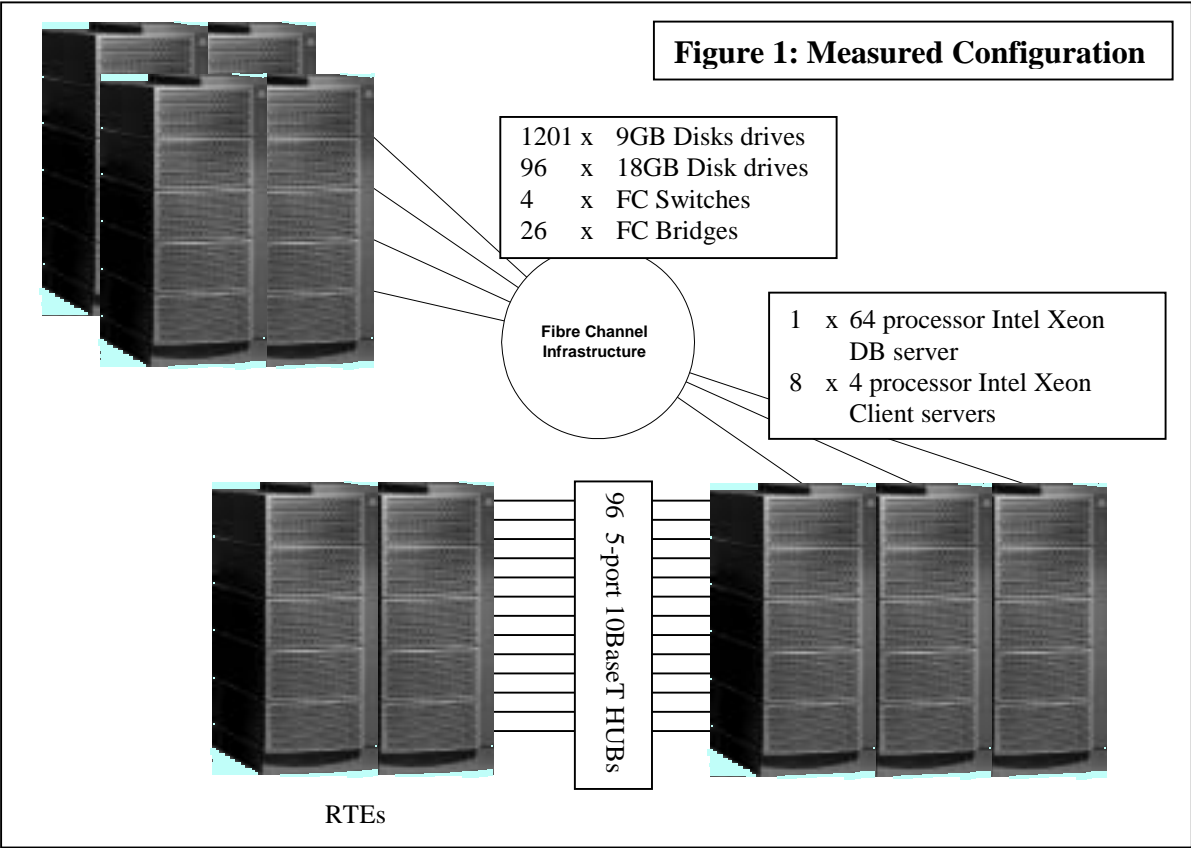 Figure 1: Measured Configuration
1201 x 9GB Disks drives
96 x 18GB Disk drives
4 x FC Switches
26 x FC Bridges
Fibre Channel
Infrastructure
1 x 64 processor Intel Xeon
DB server
8 x 4 processor Intel Xeon
Client servers
96 5-port 10BaseT HUBs
RTEs